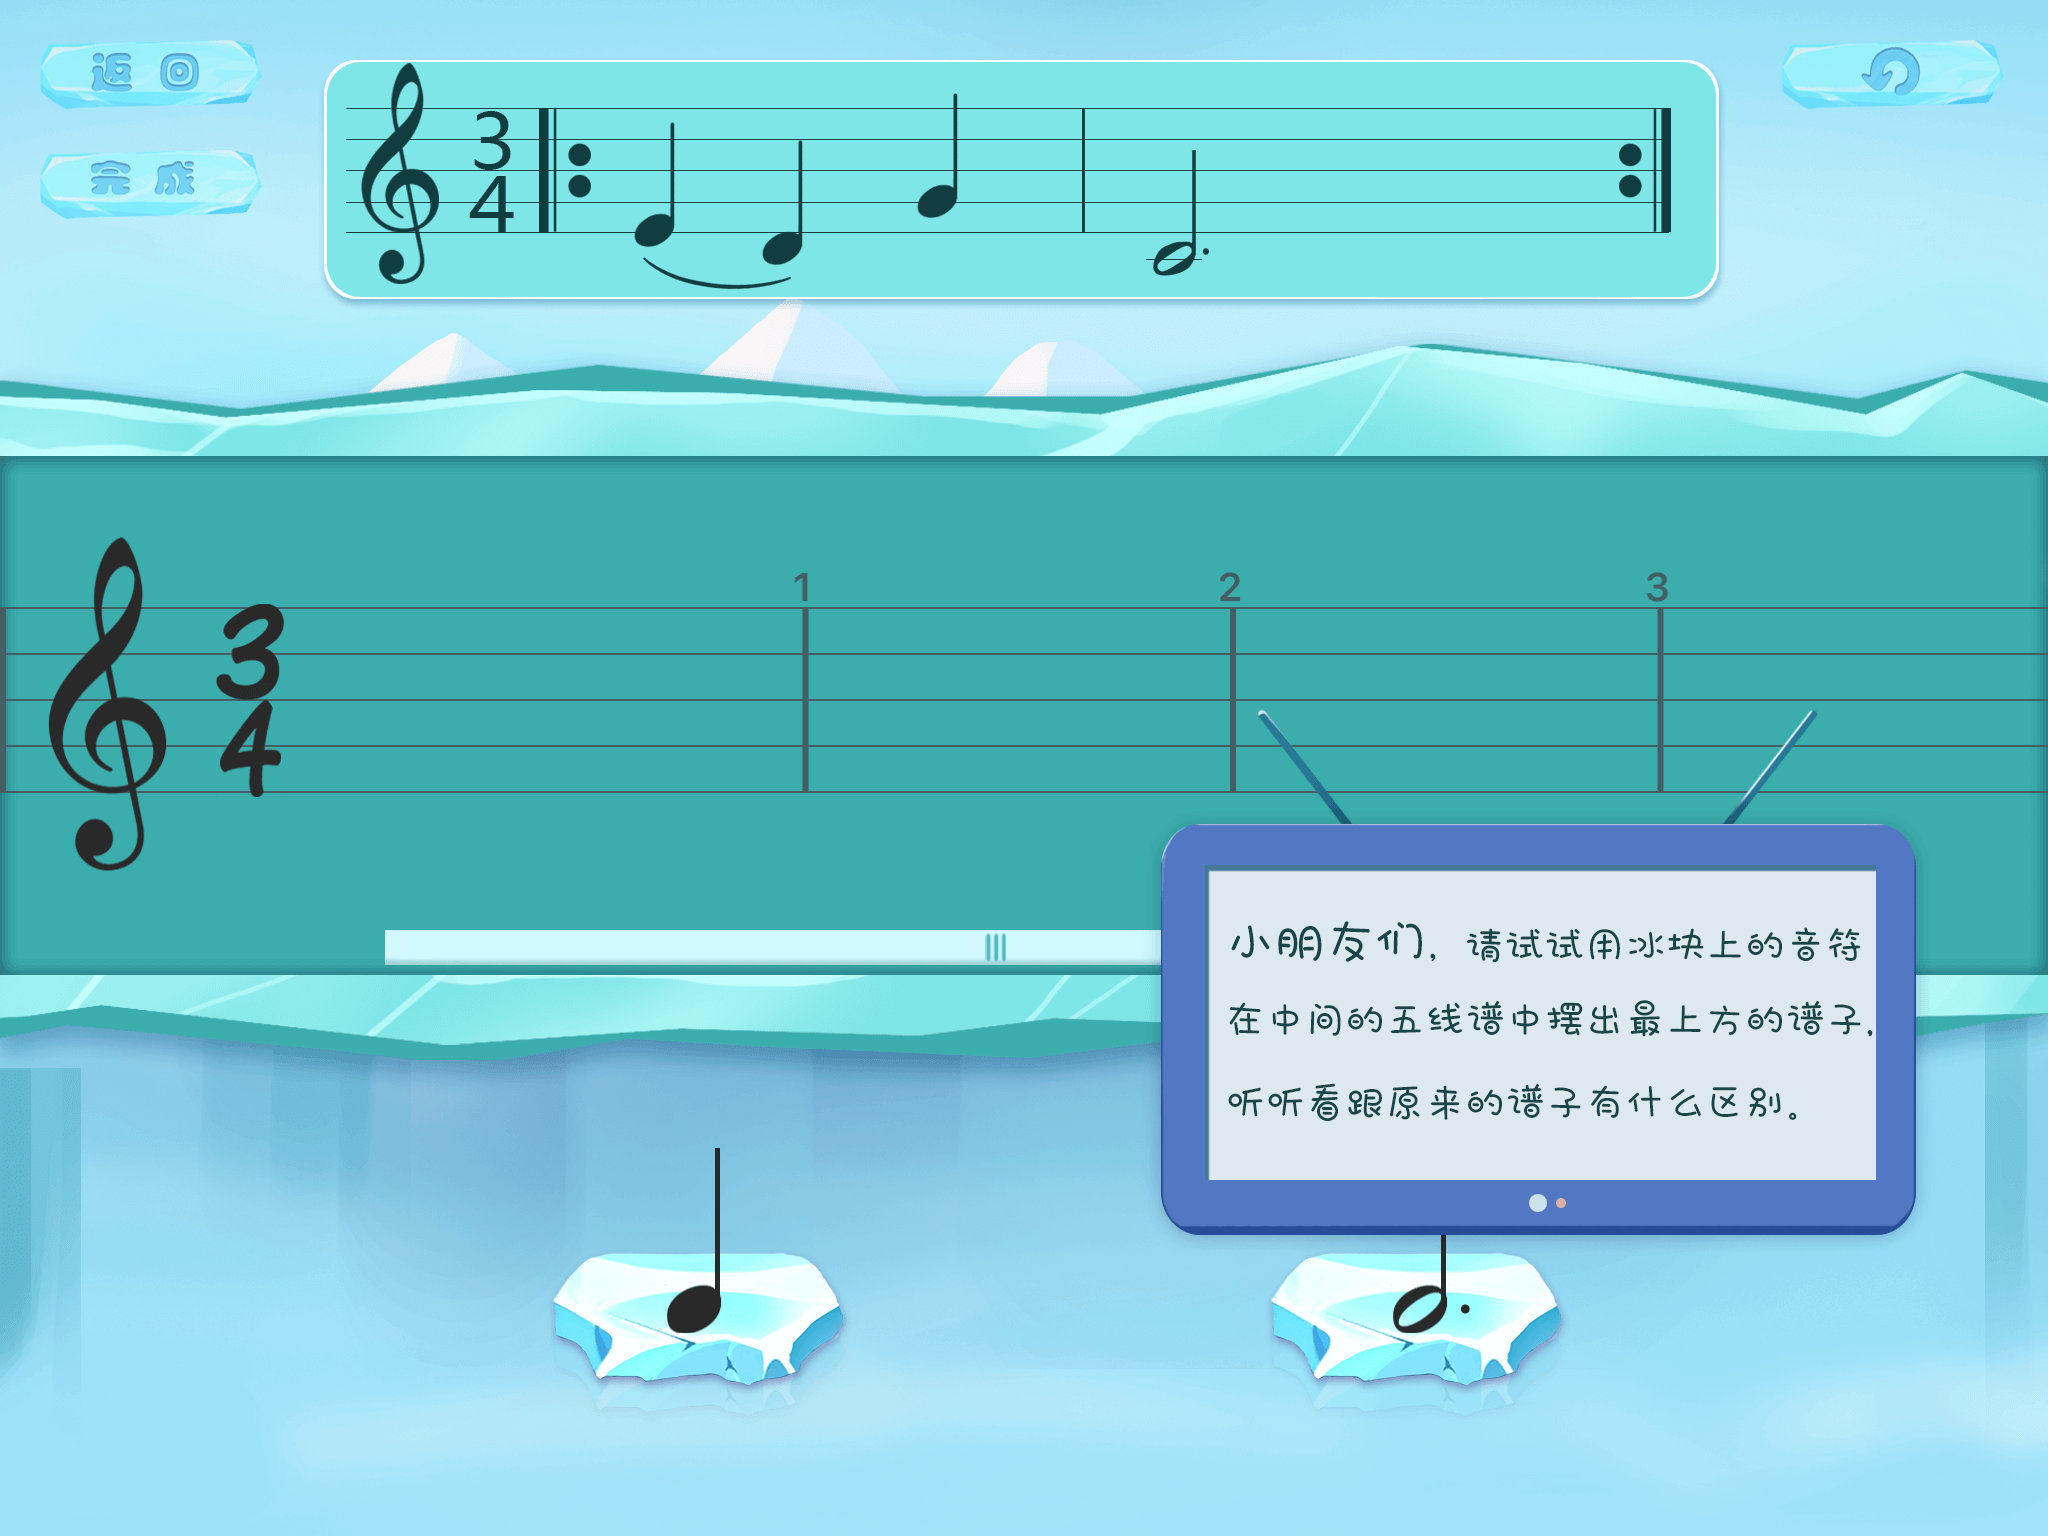 返回
完成
3
4
1
2
3
3
4
小朋友们，请试试用冰块上的音符
在中间的五线谱中摆出最上方的谱子，
听听看跟原来的谱子有什么区别。